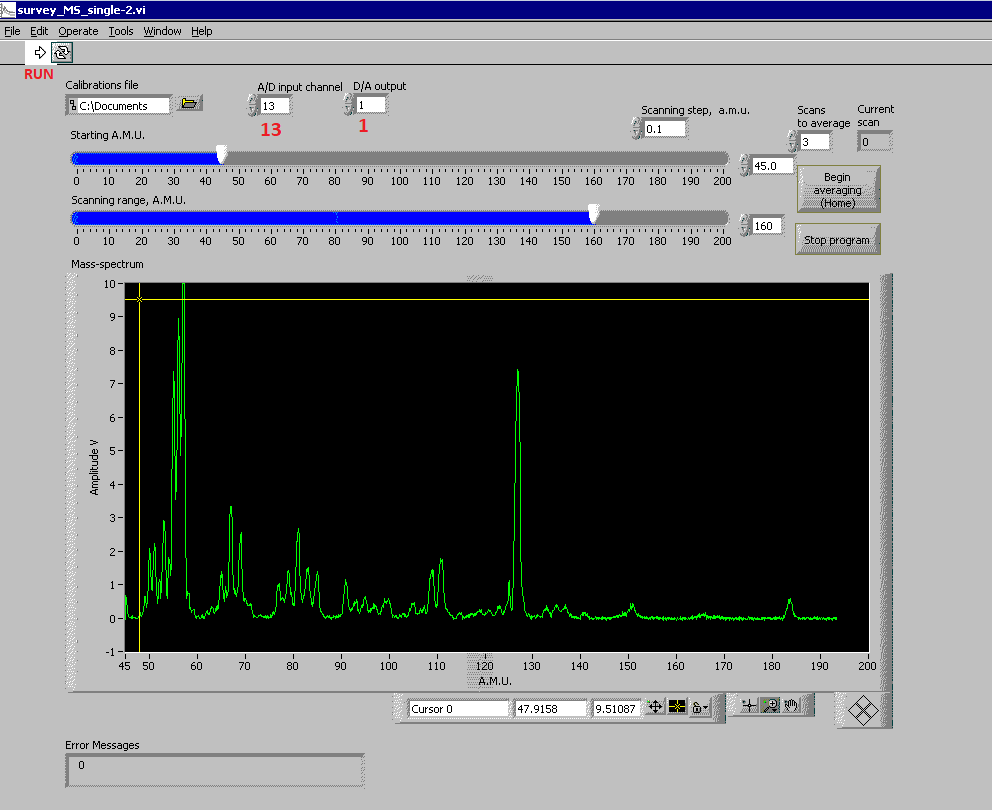 survey_MS_single-2.vi
File Edit Operate Tools Window Help
RUN
Calibrations file
C:\Documents
A/D input channel
13
13
D/A output
1
1
Scanning step, a.m.u.
0.1
Scans
to average
3
Current
scan
0
Starting A.M.U.
0 10 20 30 40 50 60 70 80 90 100 110 120 130 140 150 160 170 180 190 200
45.0
Begin
averaging
(Home)
Scanning range, A.M.U.
0 10 20 30 40 50 60 70 80 90 100 110 120 130 140 150 160 170 180 190 200
160
Stop program
Mass-spectrum
Amplitude V
10
9
8
7
6
5
4
3
2
1
0
-1
45 50 60 70 80 90 100 110 120 130 140 150 160 170 180 190 200
A.M.U.
Cursor 0 47.9158 9.51087
Error Messages
0